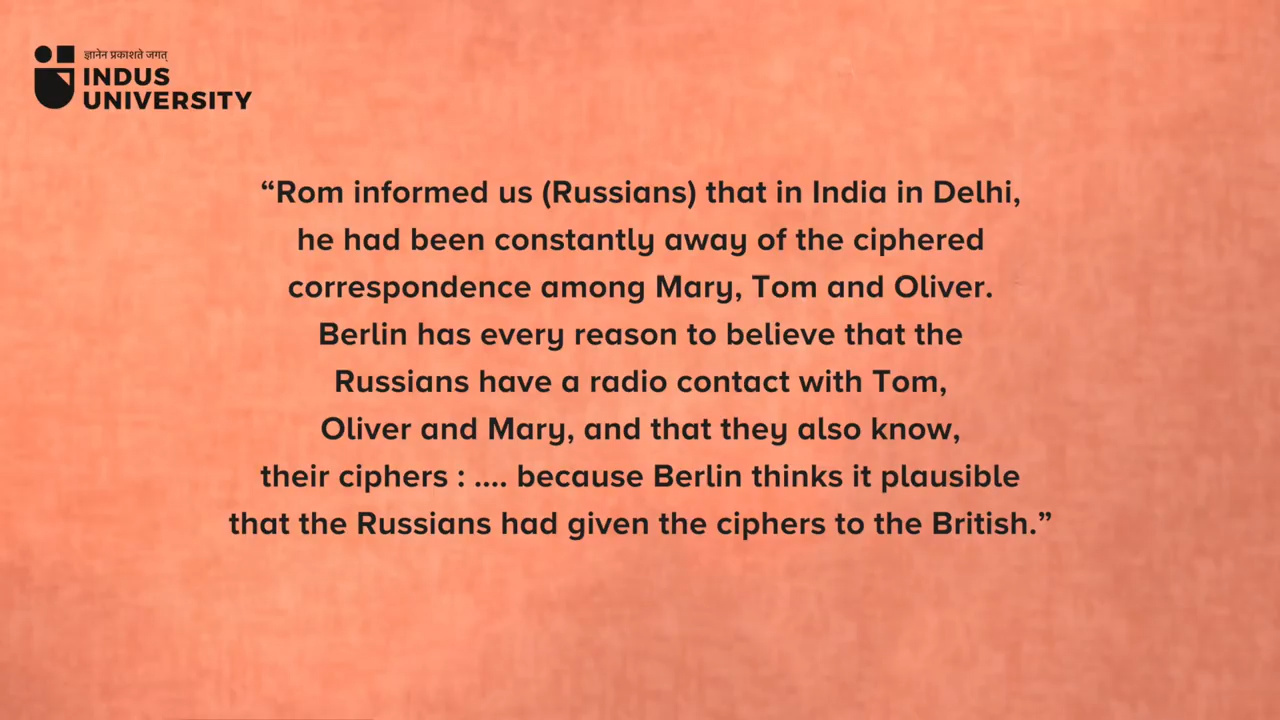 ज्ञानेन प्रकाशते जगत्
INDUS
UNIVERSITY
“Rom informed us (Russians) that in India in Delhi,
he had been constantly away of the ciphered
correspondence among Mary, Tom and Oliver.
Berlin has every reason to believe that the
Russians have a radio contact with Tom,
Oliver and Mary, and that they also know,
their ciphers : .... because Berlin thinks it plausible
that the Russians had given the ciphers to the British.”